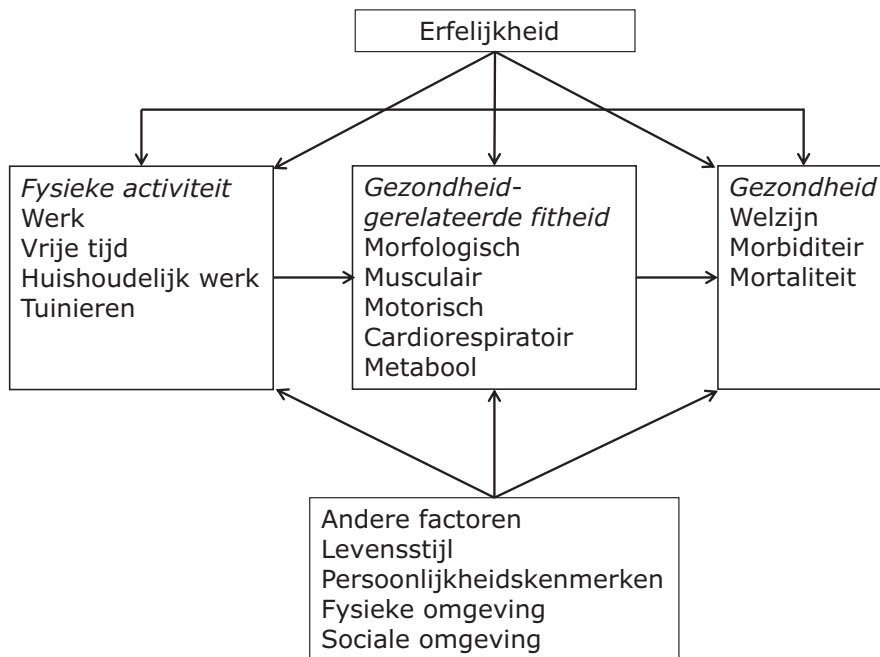 Erfelijkheid
Fysieke activiteit
Werk
Vrije tijd
Huishoudelijk werk
Tuinieren
Gezondheid-
gerelateerde fitheid
Morfologisch
Musculair
Motorisch
Cardiorespiratoir
Metabool
Gezondheid
Welzijn
Morbiditeir
Mortaliteit
Andere factoren
Levensstijl
Persoonlijkheidskenmerken
Fysieke omgeving
Sociale omgeving